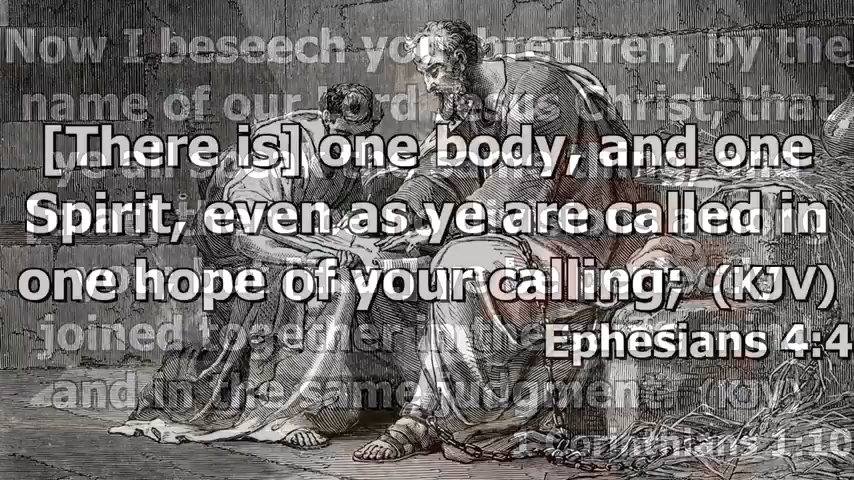 Now I beseech you, brethren, by the
name of our Lord Jesus Christ, that
[There is] one body, and one
Spirit, even as ye are called in
one hope of your calling; (KJV)
Ephesians 4:4
joined together in the
and in the same judgment. (KJV)
1 Corinthians 1:10